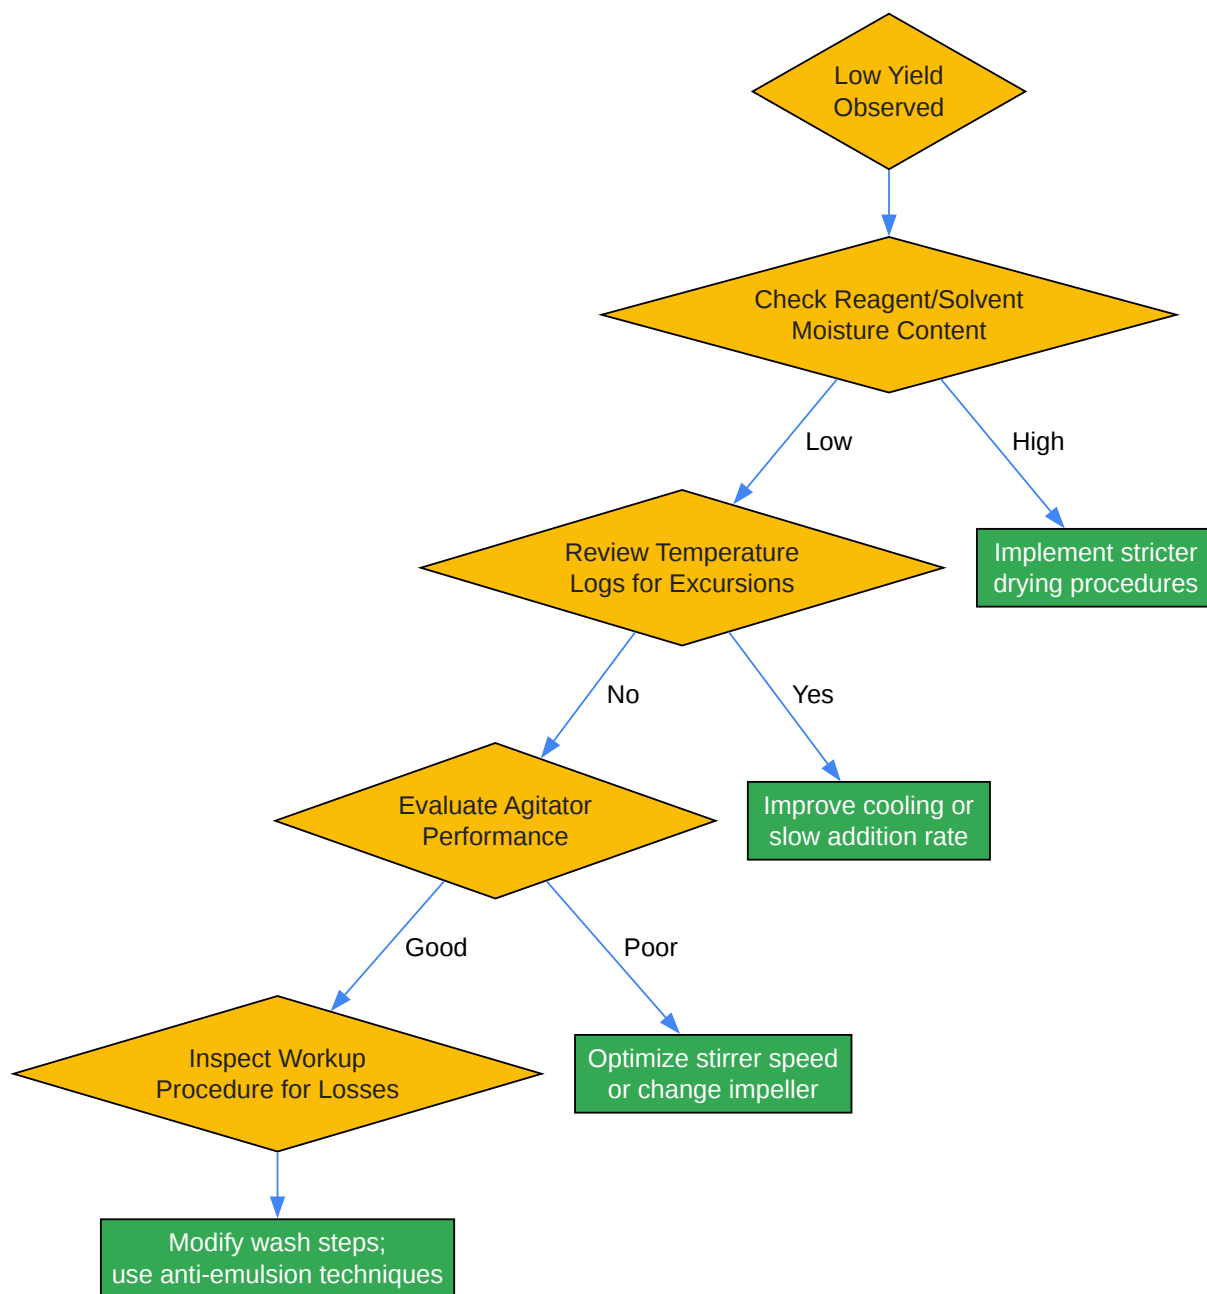 Low Yield
Observed
Check Reagent/Solvent
Moisture Content
Low
High
Review Temperature
Logs for Excursions
Implement stricter
drying procedures
No
Yes
Evaluate Agitator
Performance
Improve cooling or
slow addition rate
Good
Poor
Inspect Workup
Procedure for Losses
Optimize stirrer speed
or change impeller
Modify wash steps;
use anti-emulsion techniques